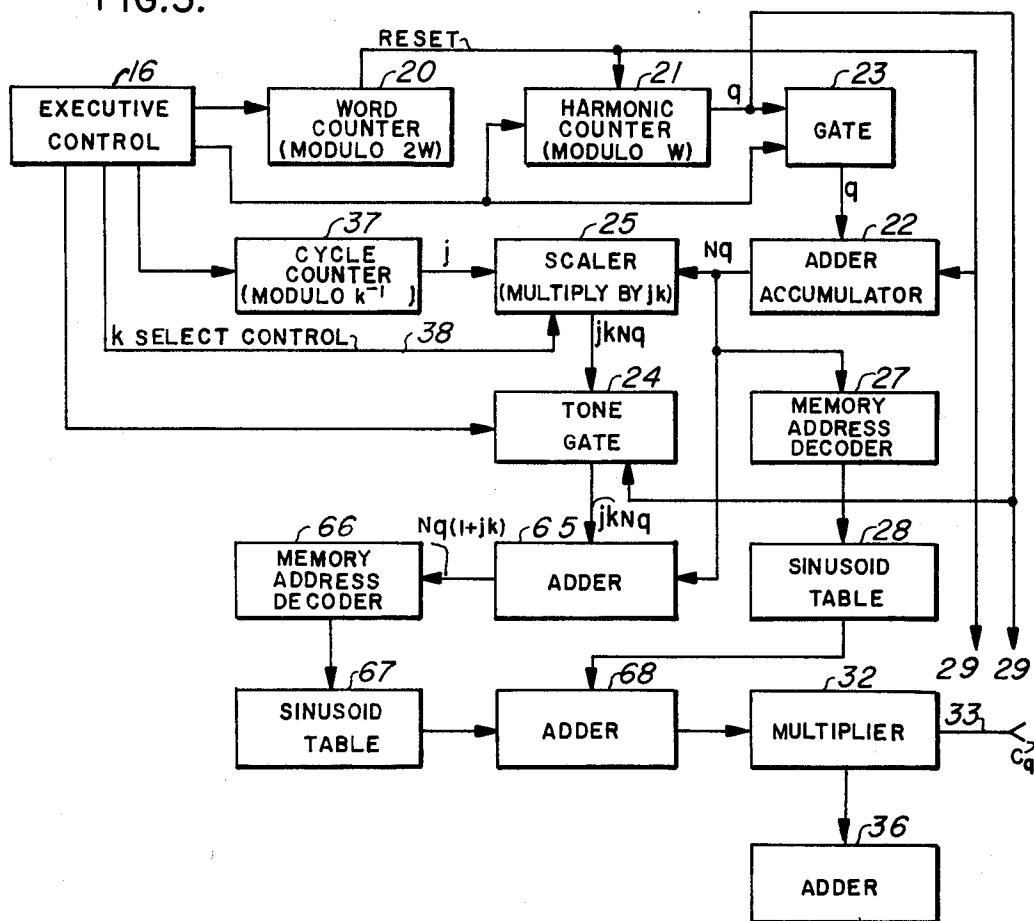 FIG.5.
RESET
16
EXECUTIVE
CONTROL
20
WORD
COUNTER
(MODULO 2W)
21
HARMONIC
COUNTER
(MODULO W)
q
23
GATE
q
37
CYCLE
COUNTER
(MODULO k-1 )
j
25
SCALER
(MULTIPLY BY jk)
Nq
22
ADDER
ACCUMULATOR
k SELECT CONTROL
38
jkNq
24
TONE
GATE
27
MEMORY
ADDRESS
DECODER
jkNq
Nq(1+jk)
66
MEMORY
ADDRESS
DECODER
65
ADDER
28
SINUSOID
TABLE
29 29
67
SINUSOID
TABLE
68
ADDER
32
MULTIPLIER
33
Cq
36
ADDER